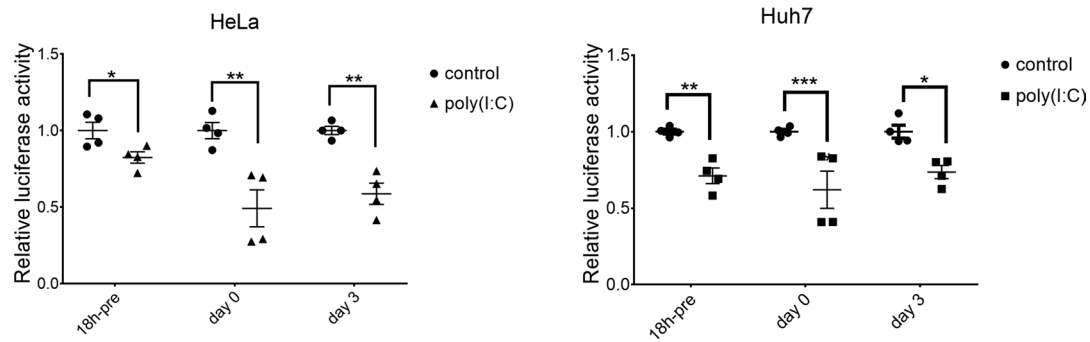 HeLa
Relative luciferase activity
1.5
1.0
0.5
0.0
*
**
**
control
poly(I:C)
18h-pre
day 0
day 3
Huh7
Relative luciferase activity
1.5
1.0
0.5
0.0
**
***
*
control
poly(I:C)
18h-pre
day 0
day 3